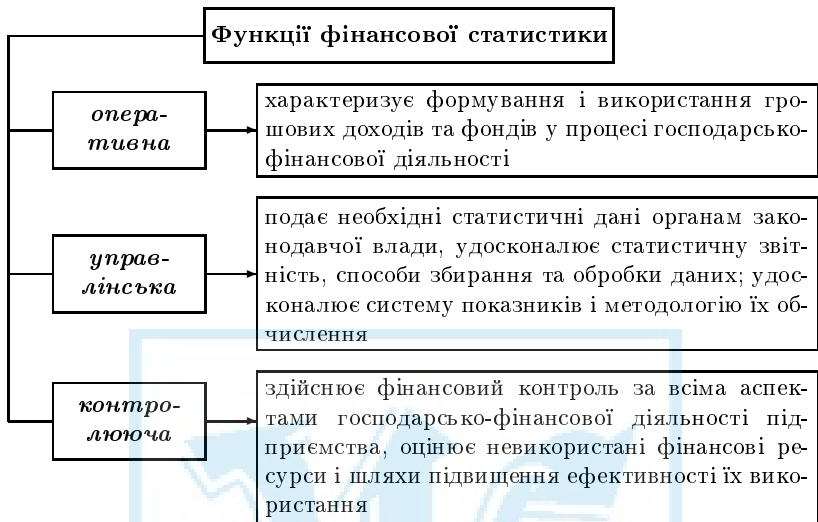 Функції фінансової статистики
опера-
тивна
характеризує формування і використання гро-
шових доходів та фондів у процесі господарсько-
фінансової діяльності
управ-
лінська
подає необхідні статистичні дані органам зако-
нодавчої влади, удосконалює статистичну звіт-
ність, способи збирання та обробки даних; удос-
коналює систему показників і методологію їх об-
числення
контро-
лююча
здійснює фінансовий контроль за всіма аспек-
тами господарсько-фінансової діяльності під-
приємства, оцінює невикористані фінансові ре-
сурси і шляхи підвищення ефективності їх вико-
ристання